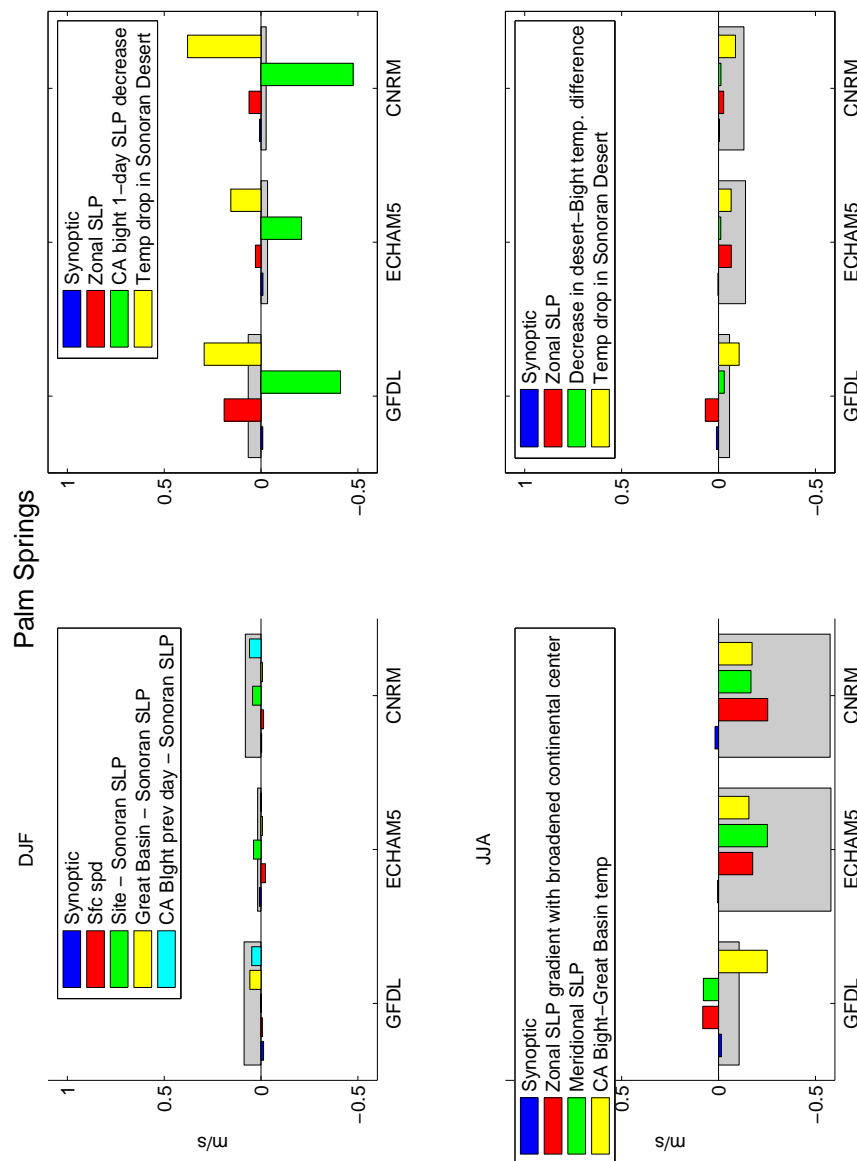 Palm Springs
DJF
Synoptic
Sfc spd
Site − Sonoran SLP
Great Basin − Sonoran SLP
CA BIght prev day − Sonoran SLP
1
0.5
0
−0.5
m/s
GFDL
ECHAM5
CNRM
Synoptic
Zonal SLP
CA bight 1−day SLP decrease
Temp drop in Sonoran Desert
1
0.5
0
−0.5
GFDL
ECHAM5
CNRM
JJA
Synoptic
Zonal SLP gradient with broadened continental center
Meridional SLP
CA Bight−Great Basin temp
0.5
0
−0.5
m/s
GFDL
ECHAM5
CNRM
Synoptic
Zonal SLP
Decrease in desert−Bight temp. difference
Temp drop in Sonoran Desert
1
0.5
0
−0.5
GFDL
ECHAM5
CNRM